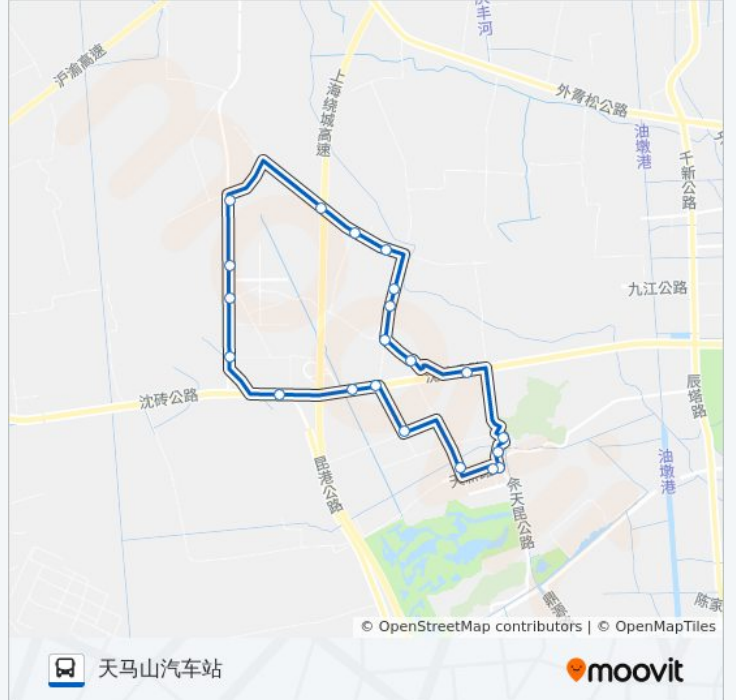 庆丰河
沪渝高速
上海绕城高速
外青松公路
油墩港
千新公路
九江公路
沈砖公路
辰塔路
油墩港
昆港公路
佘天昆公路
陈家
© OpenStreetMap contributors | © OpenMapTiles
天马山汽车站
moovit